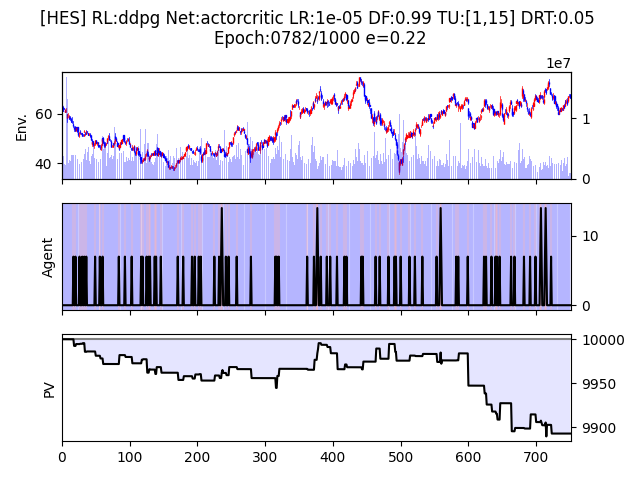 [HES] RL:ddpg Net:actorcritic LR:1e-05 DF:0.99 TU:[1,15] DRT:0.05
Epoch:0782/1000 e=0.22
1e7
Env.
60
40
1
0
Agent
10
0
PV
10000
9950
9900
0 100 200 300 400 500 600 700